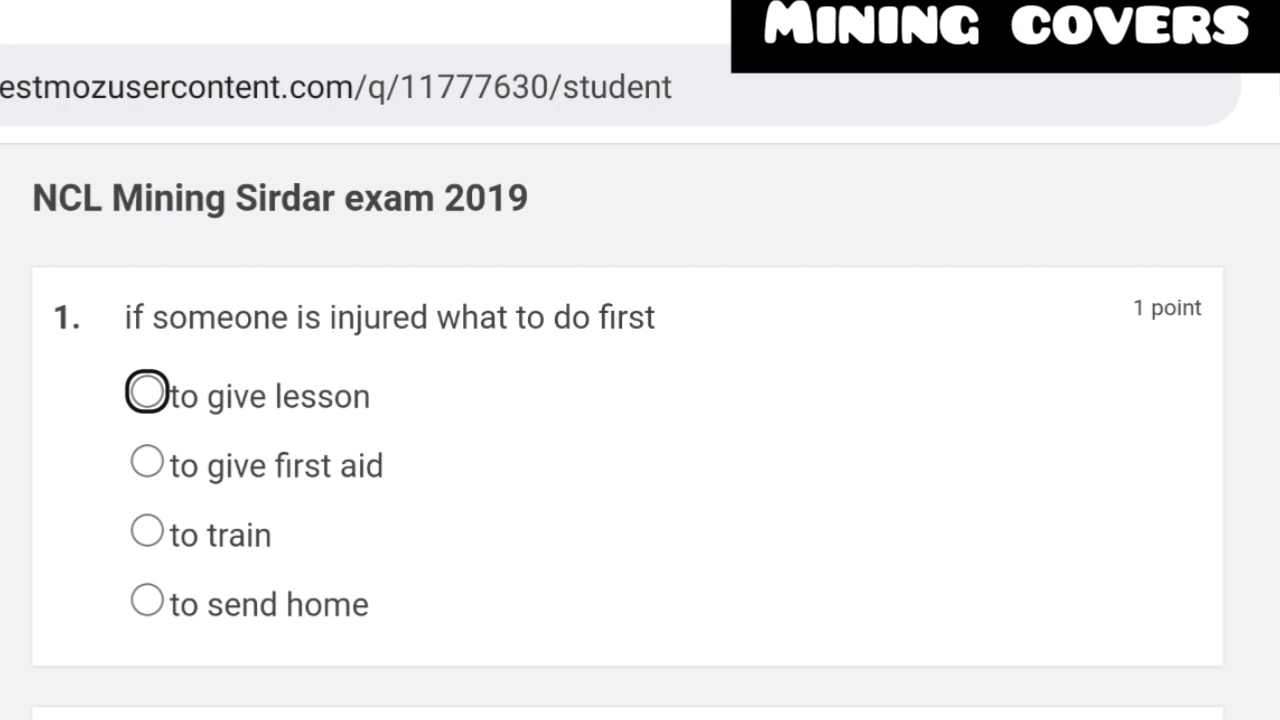 MINING COVERS
estmozusercontent.com/q/11777630/student
NCL Mining Sirdar exam 2019
1. if someone is injured what to do first
1 point
to give lesson
to give first aid
to train
to send home